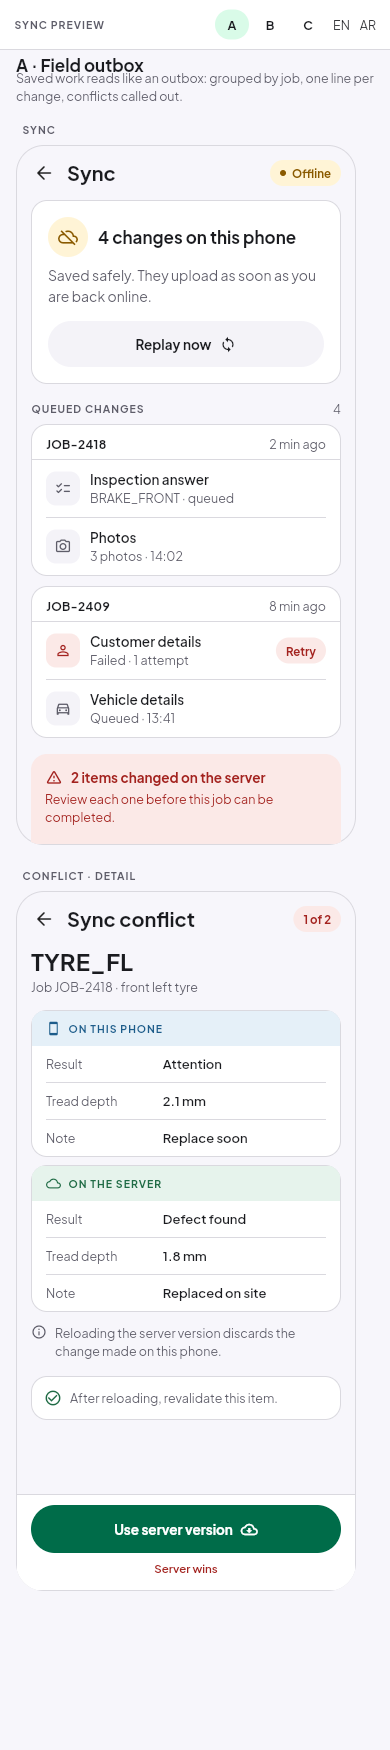 SYNC PREVIEW
A B C EN AR
A · Field outbox
Saved work reads like an outbox: grouped by job, one line per
change, conflicts called out.
SYNC
Sync
Offline
4 changes on this phone
Saved safely. They upload as soon as you
are back online.
Replay now
QUEUED CHANGES 4
JOB-2418 2 min ago
Inspection answer
BRAKE_FRONT · queued
Photos
3 photos · 14:02
JOB-2409 8 min ago
Customer details
Failed · 1 attempt
Retry
Vehicle details
Queued · 13:41
2 items changed on the server
Review each one before this job can be
completed.
CONFLICT · DETAIL
Sync conflict
1 of 2
TYRE_FL
Job JOB-2418 · front left tyre
ON THIS PHONE
Result Attention
Tread depth 2.1 mm
Note Replace soon
ON THE SERVER
Result Defect found
Tread depth 1.8 mm
Note Replaced on site
Reloading the server version discards the
change made on this phone.
After reloading, revalidate this item.
Use server version
Server wins